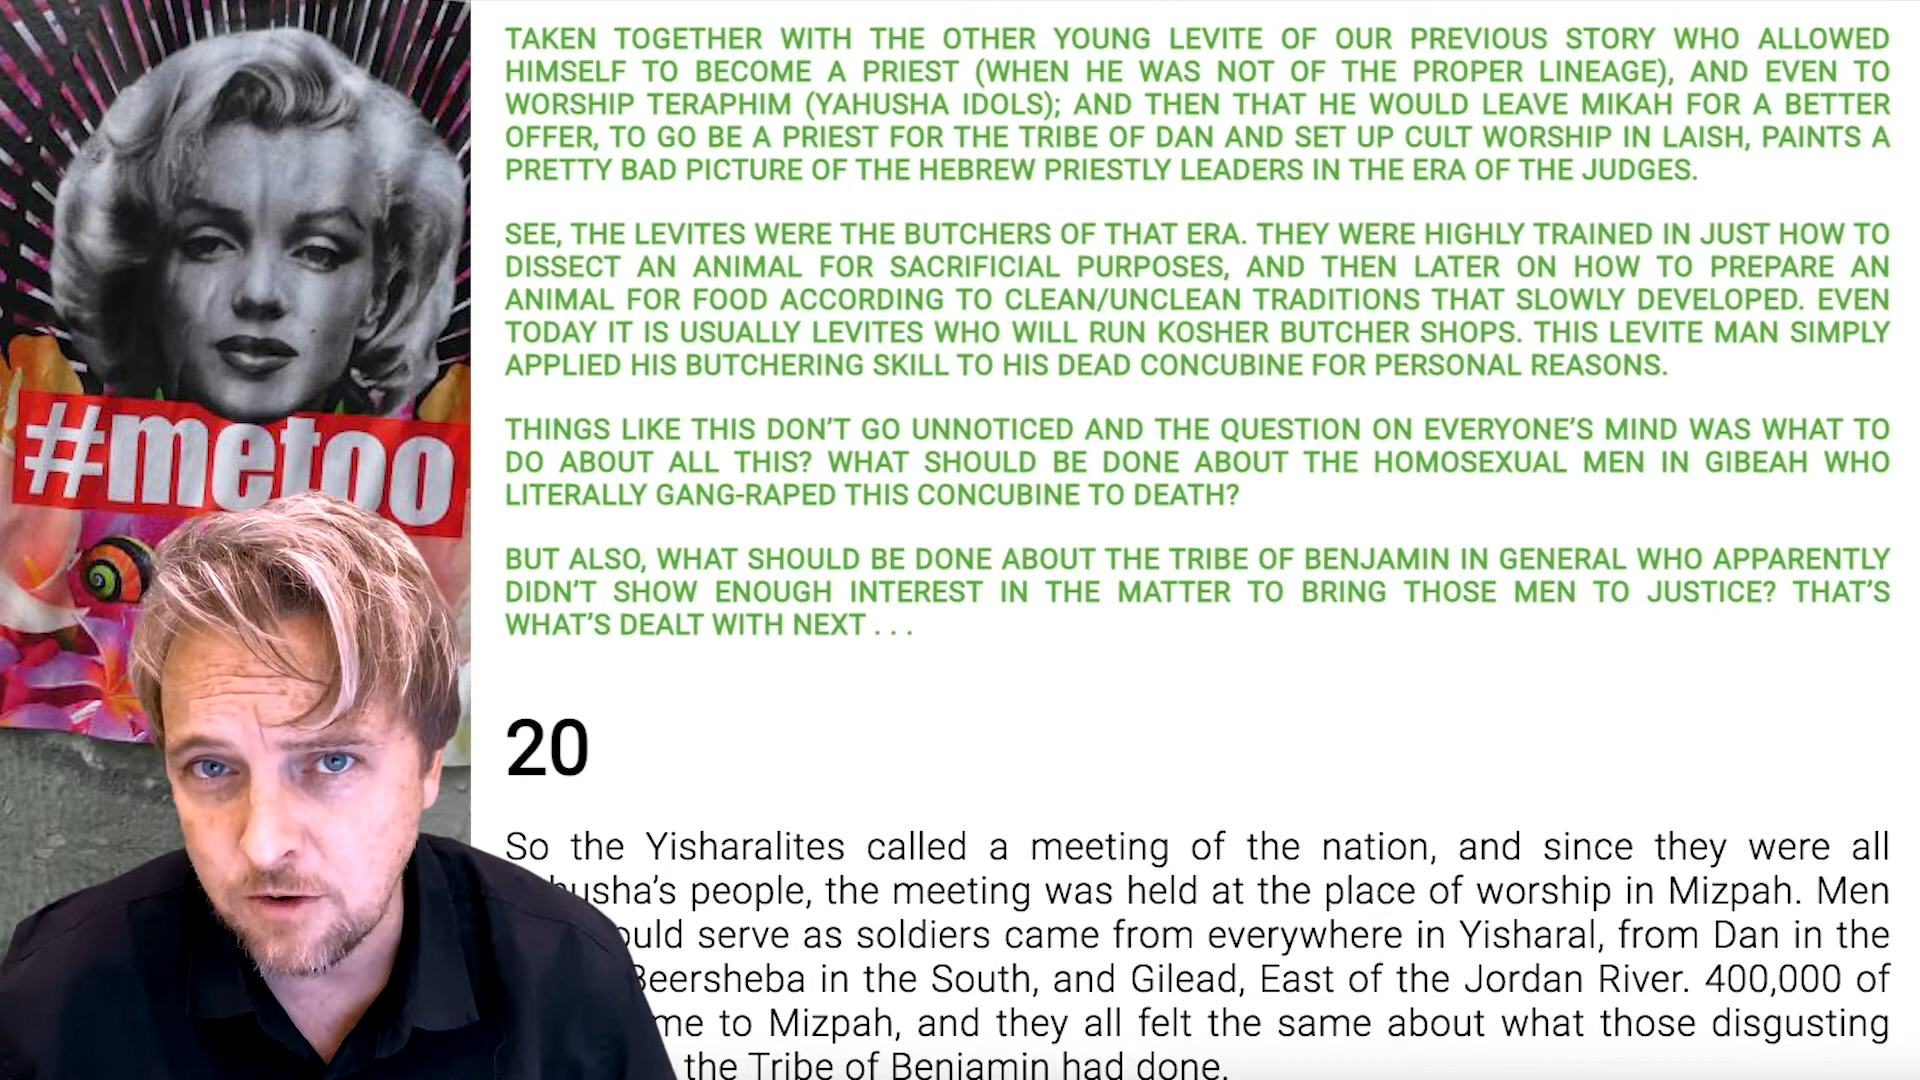 #metoo
TAKEN TOGETHER WITH THE OTHER YOUNG LEVITE OF OUR PREVIOUS STORY WHO ALLOWED
HIMSELF TO BECOME A PRIEST (WHEN HE WAS NOT OF THE PROPER LINEAGE), AND EVEN TO
WORSHIP TERAPHIM (YAHUSHA IDOLS); AND THEN THAT HE WOULD LEAVE MIKAH FOR A BETTER
OFFER, TO GO BE A PRIEST FOR THE TRIBE OF DAN AND SET UP CULT WORSHIP IN LAISH, PAINTS A
PRETTY BAD PICTURE OF THE HEBREW PRIESTLY LEADERS IN THE ERA OF THE JUDGES.
SEE, THE LEVITES WERE THE BUTCHERS OF THAT ERA. THEY WERE HIGHLY TRAINED IN JUST HOW TO
DISSECT AN ANIMAL FOR SACRIFICIAL PURPOSES, AND THEN LATER ON HOW TO PREPARE AN
ANIMAL FOR FOOD ACCORDING TO CLEAN/UNCLEAN TRADITIONS THAT SLOWLY DEVELOPED. EVEN
TODAY IT IS USUALLY LEVITES WHO WILL RUN KOSHER BUTCHER SHOPS. THIS LEVITE MAN SIMPLY
APPLIED HIS BUTCHERING SKILL TO HIS DEAD CONCUBINE FOR PERSONAL REASONS.
THINGS LIKE THIS DON'T GO UNNOTICED AND THE QUESTION ON EVERYONE'S MIND WAS WHAT TO
DO ABOUT ALL THIS? WHAT SHOULD BE DONE ABOUT THE HOMOSEXUAL MEN IN GIBEAH WHO
LITERALLY GANG-RAPED THIS CONCUBINE TO DEATH?
BUT ALSO, WHAT SHOULD BE DONE ABOUT THE TRIBE OF BENJAMIN IN GENERAL WHO APPARENTLY
DIDN'T SHOW ENOUGH INTEREST IN THE MATTER TO BRING THOSE MEN TO JUSTICE? THAT'S
WHAT'S DEALT WITH NEXT . . .
20
So the Yisharalites called a meeting of the nation, and since they were all
people, the meeting was held at the place of worship in Mizpah. Men
serve as soldiers came from everywhere in Yisharal, from Dan in the
Beersheba in the South, and Gilead, East of the Jordan River. 400,000 of
to Mizpah, and they all felt the same about what those disgusting
the Tribe of Benjamin had done.